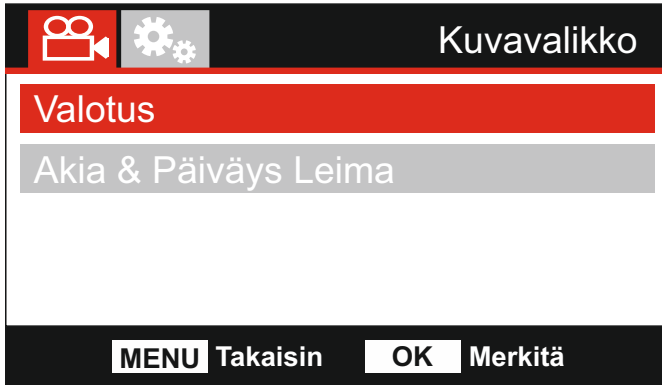 Kuvavalikko
Valotus
Akia & Päiväys Leima
MENU Takaisin OK Merkitä